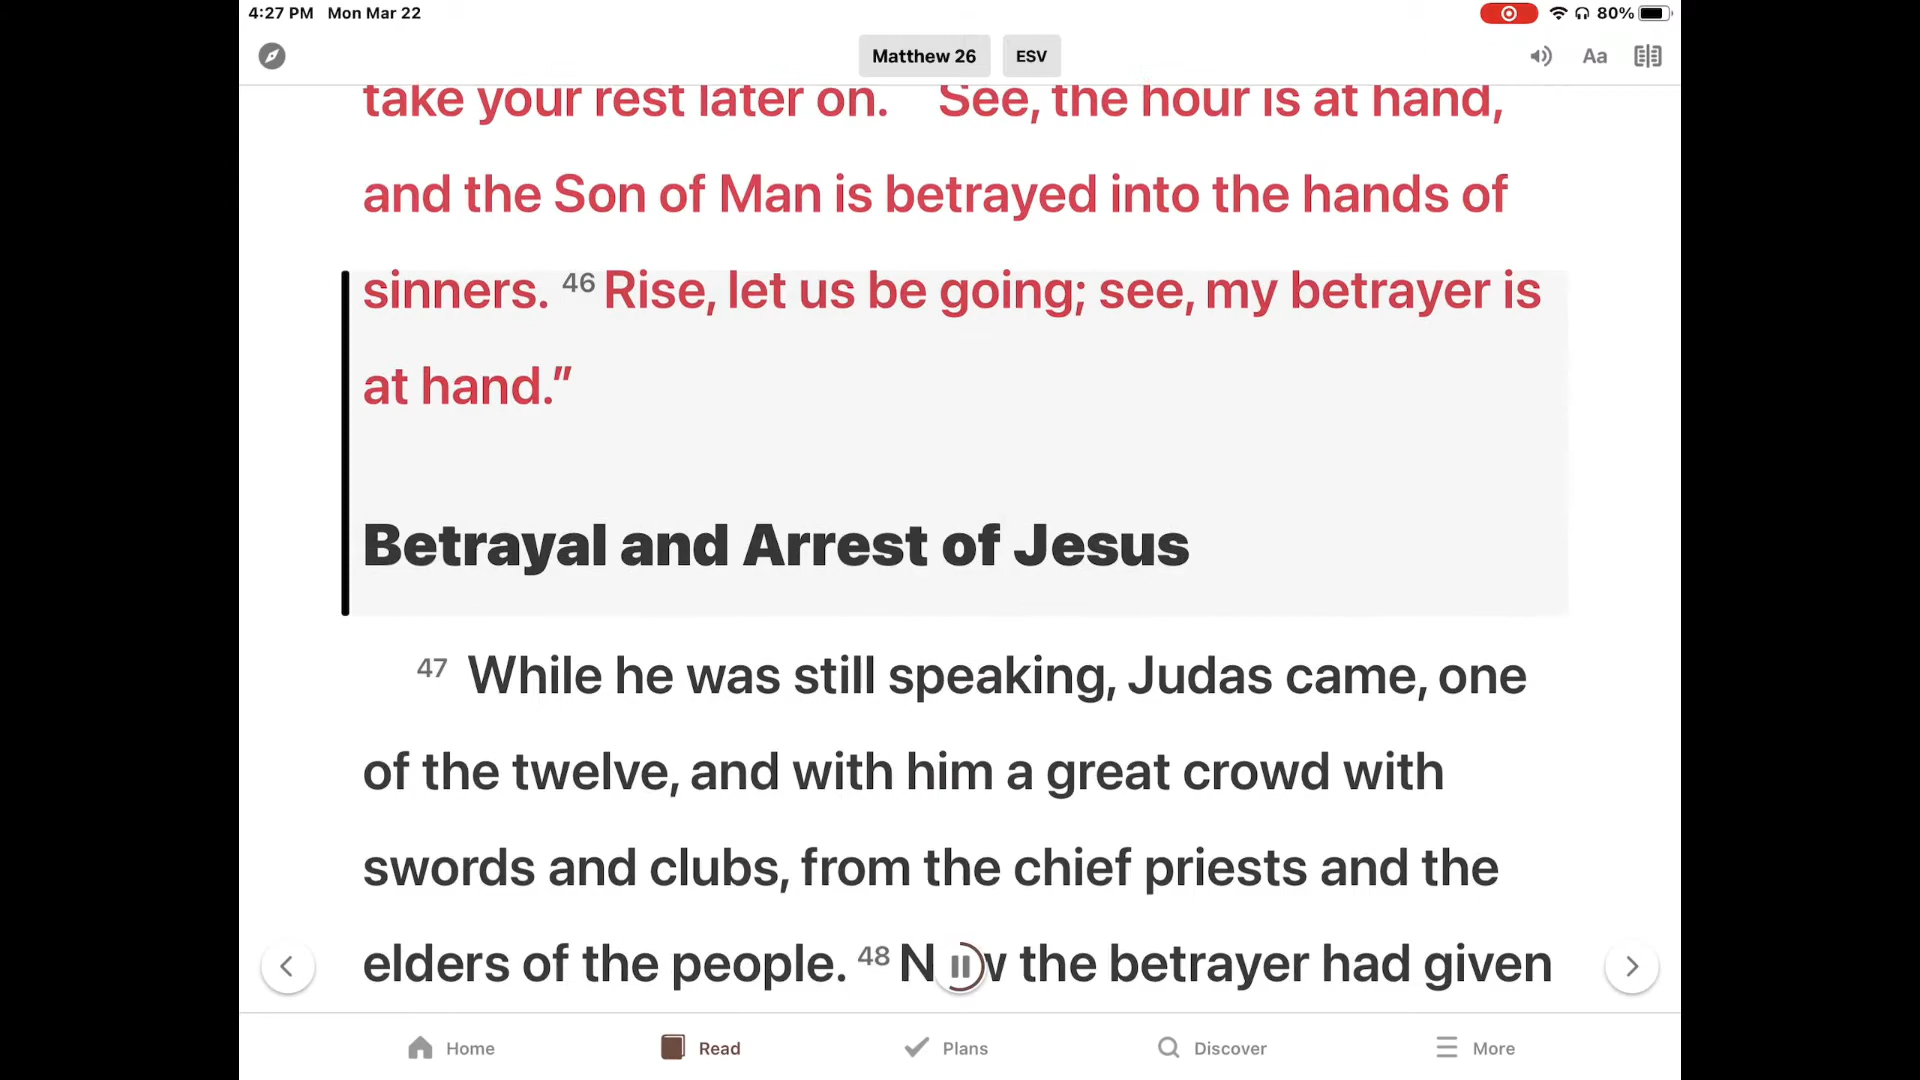 4:27 PM Mon Mar 22
80%
Matthew 26 ESV
Aa
take your rest later on. See, the hour is at hand,
and the Son of Man is betrayed into the hands of
sinners. 46 Rise, let us be going; see, my betrayer is
at hand.”
Betrayal and Arrest of Jesus
47 While he was still speaking, Judas came, one
of the twelve, and with him a great crowd with
swords and clubs, from the chief priests and the
elders of the people. 48 Now the betrayer had given
Home Read Plans Discover More